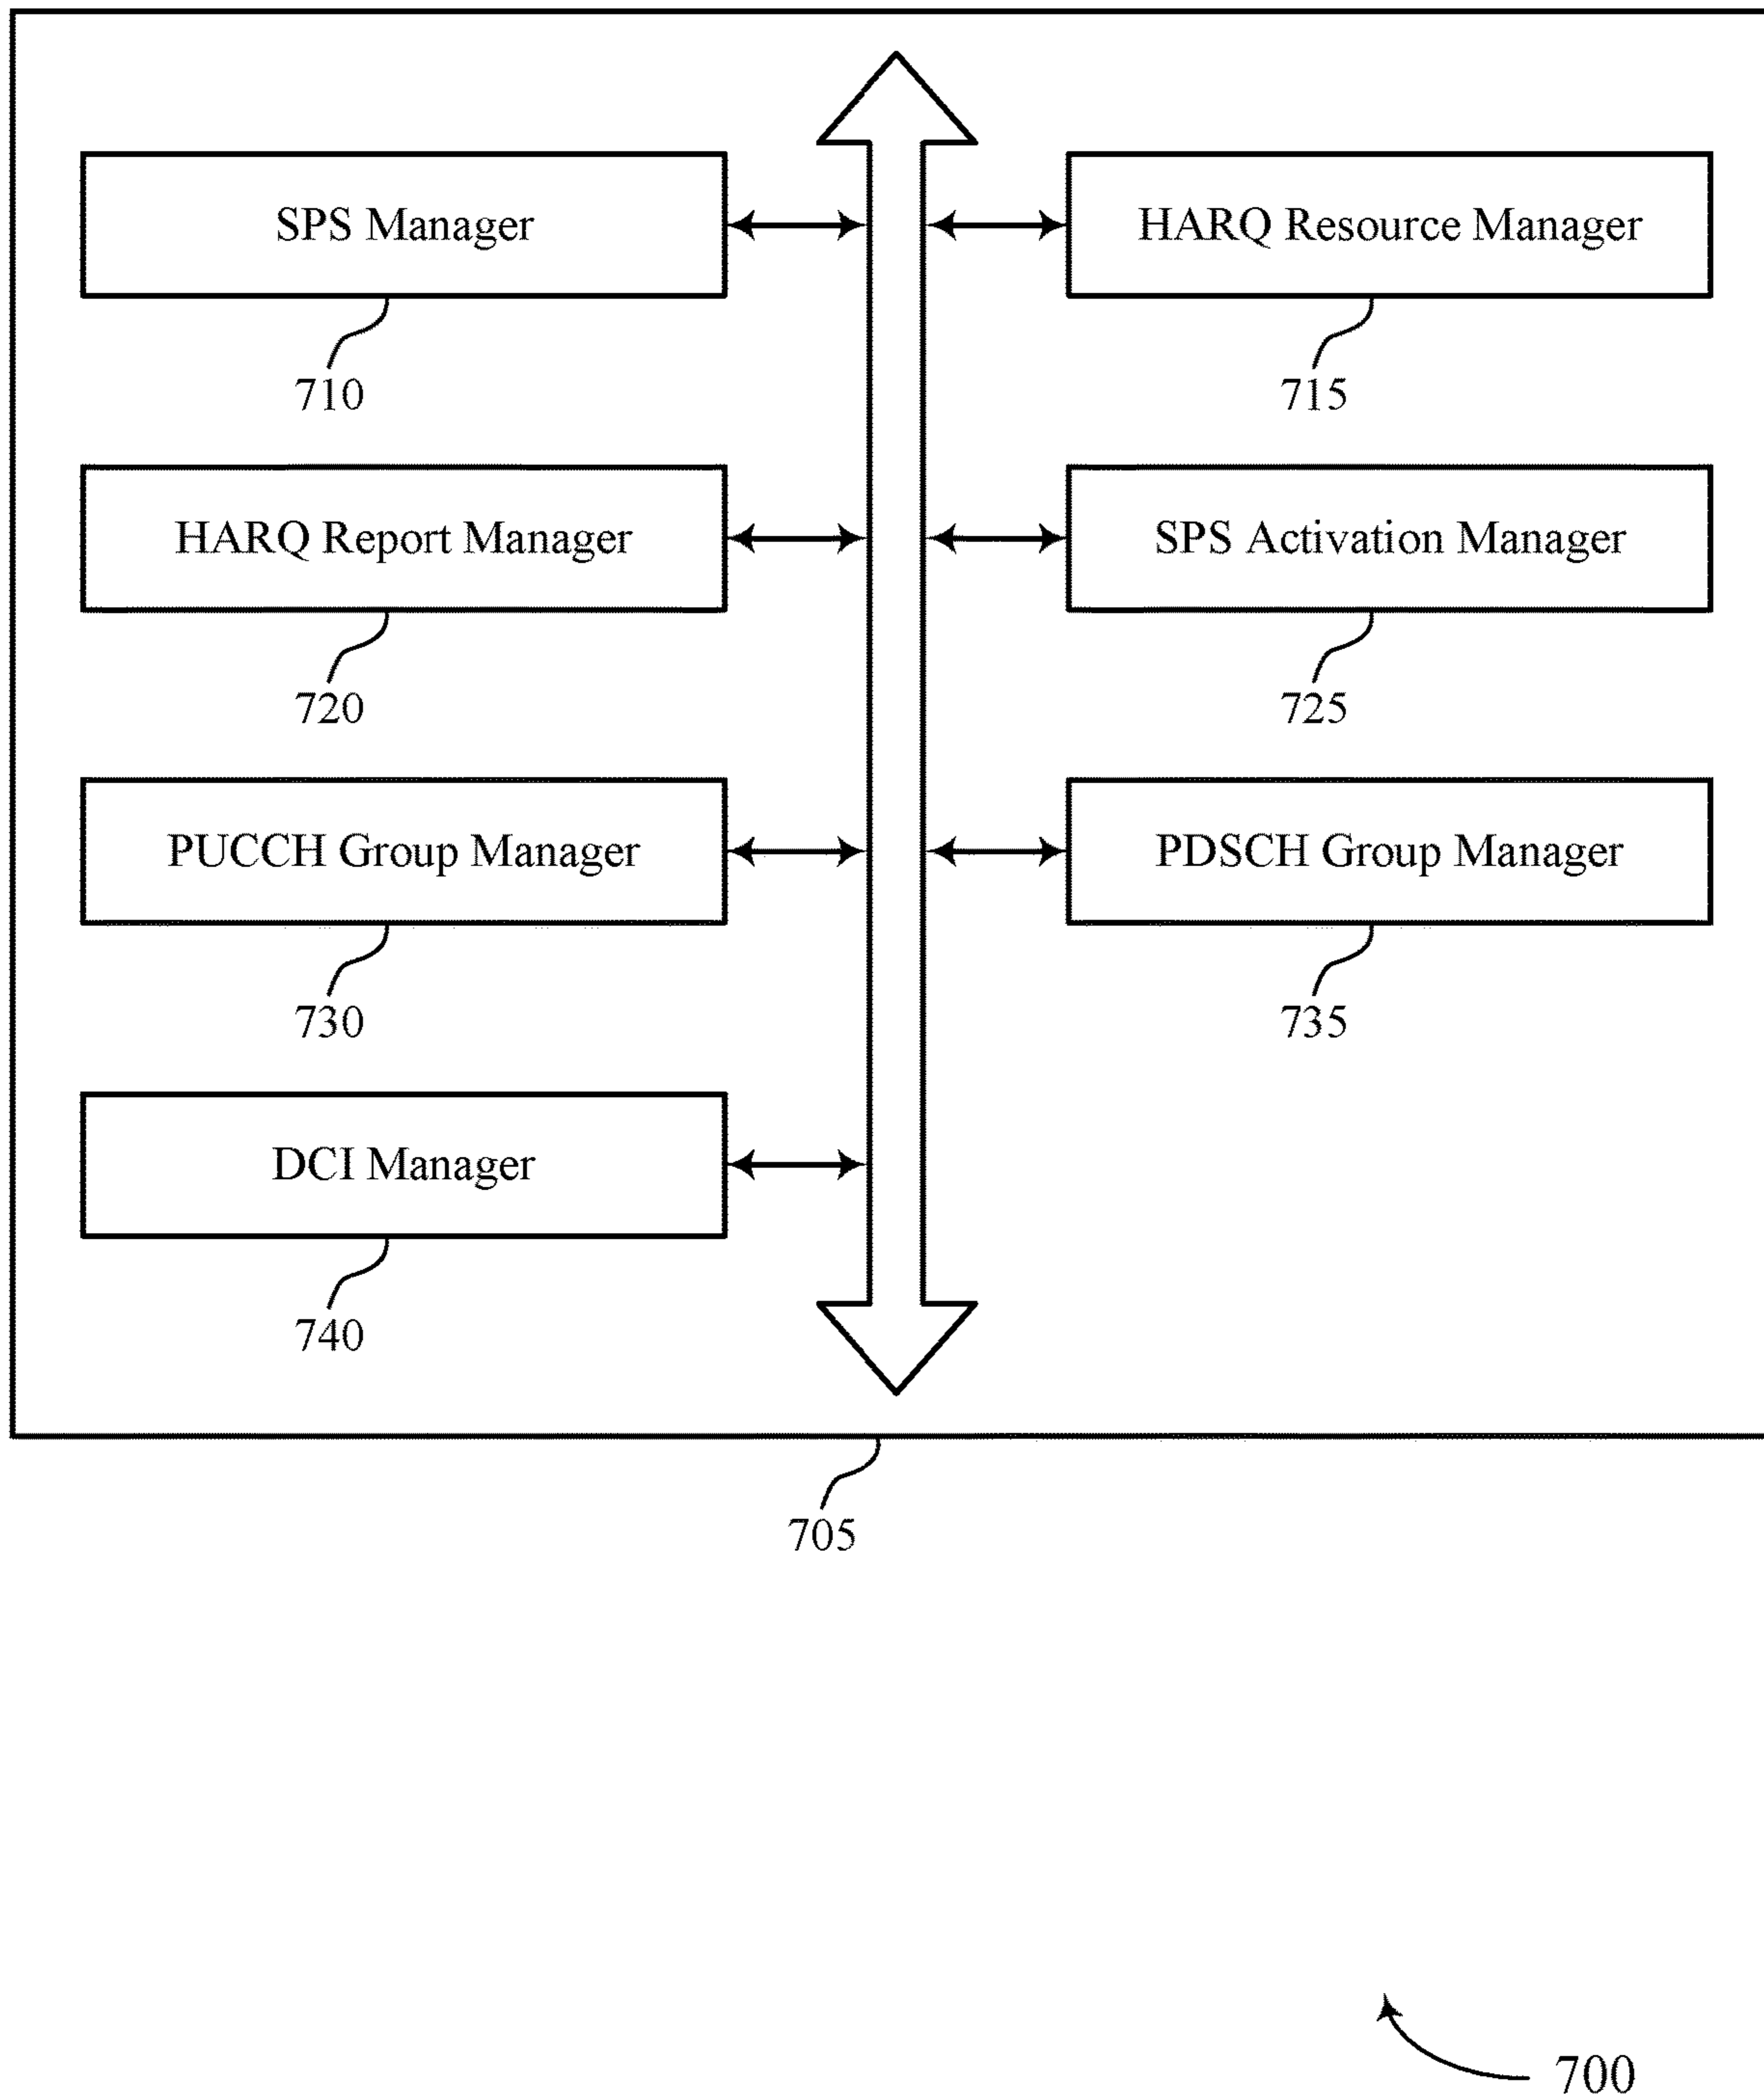 SPS Manager
HARQ Resource Manager
710
715
HARQ Report Manager
SPS Activation Manager
720
725
PUCCH Group Manager
PDSCH Group Manager
730
735
DCI Manager
740
705
700